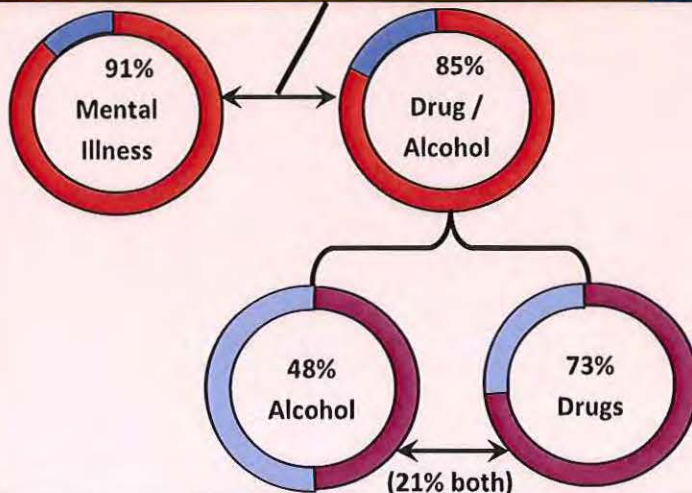 91%
Mental
Illness
85%
Drug /
Alcohol
48%
Alcohol
73%
Drugs
(21% both)